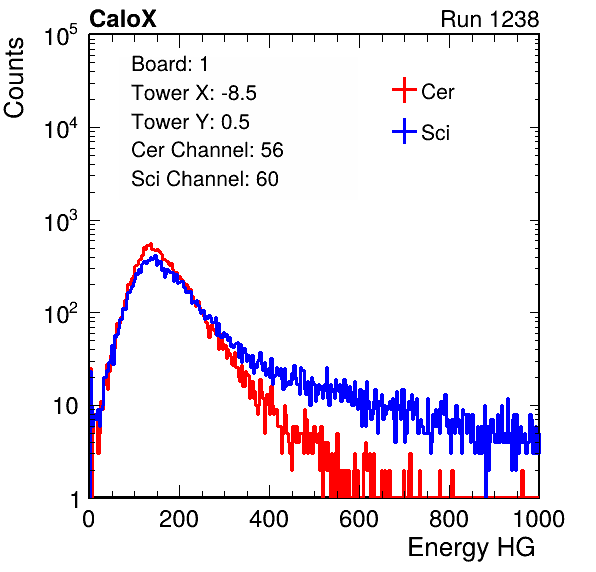 CaloX Run 1238
Counts
10^5
10^4
10^3
10^2
10
1
Board: 1
Tower X: -8.5
Tower Y: 0.5
Cer Channel: 56
Sci Channel: 60
Cer
Sci
0 200 400 600 800 1000
Energy HG